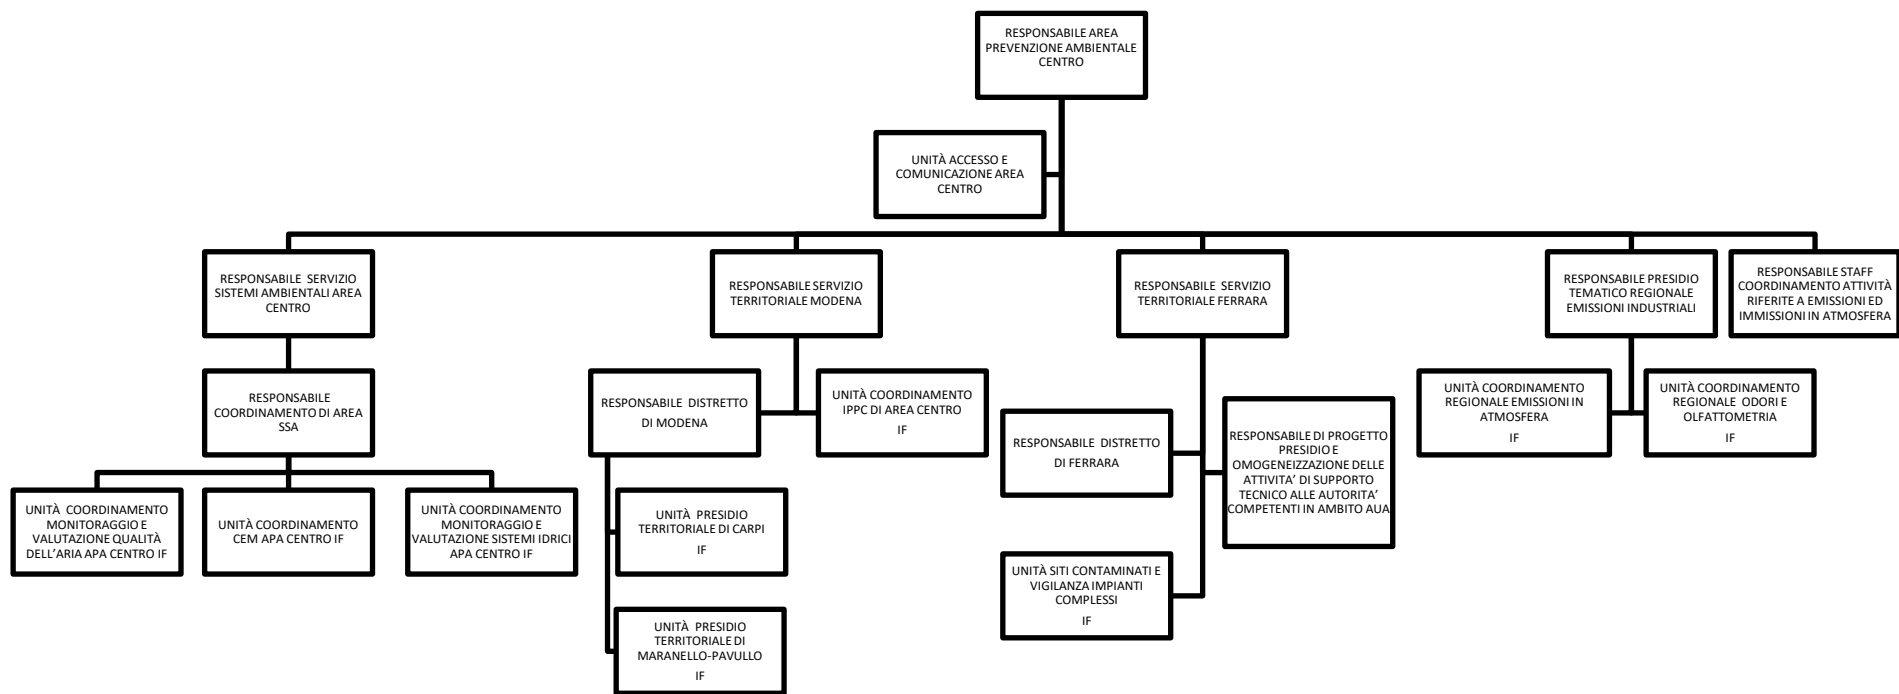 RESPONSABILE AREA
PREVENZIONE AMBIENTALE
CENTRO
UNITÀ ACCESSO E
COMUNICAZIONE AREA
CENTRO
RESPONSABILE SERVIZIO
SISTEMI AMBIENTALI AREA
CENTRO
RESPONSABILE SERVIZIO
TERRITORIALE MODENA
RESPONSABILE SERVIZIO
TERRITORIALE FERRARA
RESPONSABILE PRESIDIO
TEMATICO REGIONALE
EMISSIONI INDUSTRIALI
RESPONSABILE STAFF
COORDINAMENTO ATTIVITÀ
RIFERITE A EMISSIONI ED
IMMISSIONI IN ATMOSFERA
RESPONSABILE
COORDINAMENTO DI AREA
SSA
RESPONSABILE DISTRETTO
DI MODENA
UNITÀ COORDINAMENTO
IPPC DI AREA CENTRO
IF
RESPONSABILE DISTRETTO
DI FERRARA
RESPONSABILE DI PROGETTO
PRESIDIO E
OMOGENEIZZAZIONE DELLE
ATTIVITA’ DI SUPPORTO
TECNICO ALLE AUTORITA’
COMPETENTI IN AMBITO AUA
UNITÀ COORDINAMENTO
REGIONALE EMISSIONI IN
ATMOSFERA
IF
UNITÀ COORDINAMENTO
REGIONALE ODORI E
OLFATTOMETRIA
IF
UNITÀ COORDINAMENTO
MONITORAGGIO E
VALUTAZIONE QUALITÀ
DELL’ARIA APA CENTRO IF
UNITÀ COORDINAMENTO
CEM APA CENTRO IF
UNITÀ COORDINAMENTO
MONITORAGGIO E
VALUTAZIONE SISTEMI IDRICI
APA CENTRO IF
UNITÀ PRESIDIO
TERRITORIALE DI CARPI
IF
UNITÀ SITI CONTAMINATI E
VIGILANZA IMPIANTI
COMPLESSI
IF
UNITÀ PRESIDIO
TERRITORIALE DI
MARANELLO-PAVULLO
IF